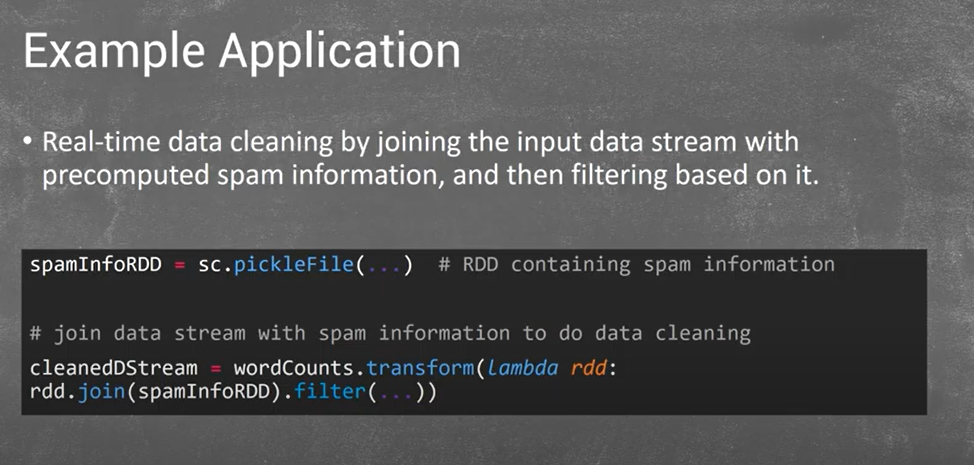 Example Application
• Real-time data cleaning by joining the input data stream with
precomputed spam information, and then filtering based on it.
spamInfoRDD = sc.pickleFile(...) # RDD containing spam information
# join data stream with spam information to do data cleaning
cleanedDStream = wordCounts.transform(lambda rdd:
rdd.join(spamInfoRDD).filter(...))